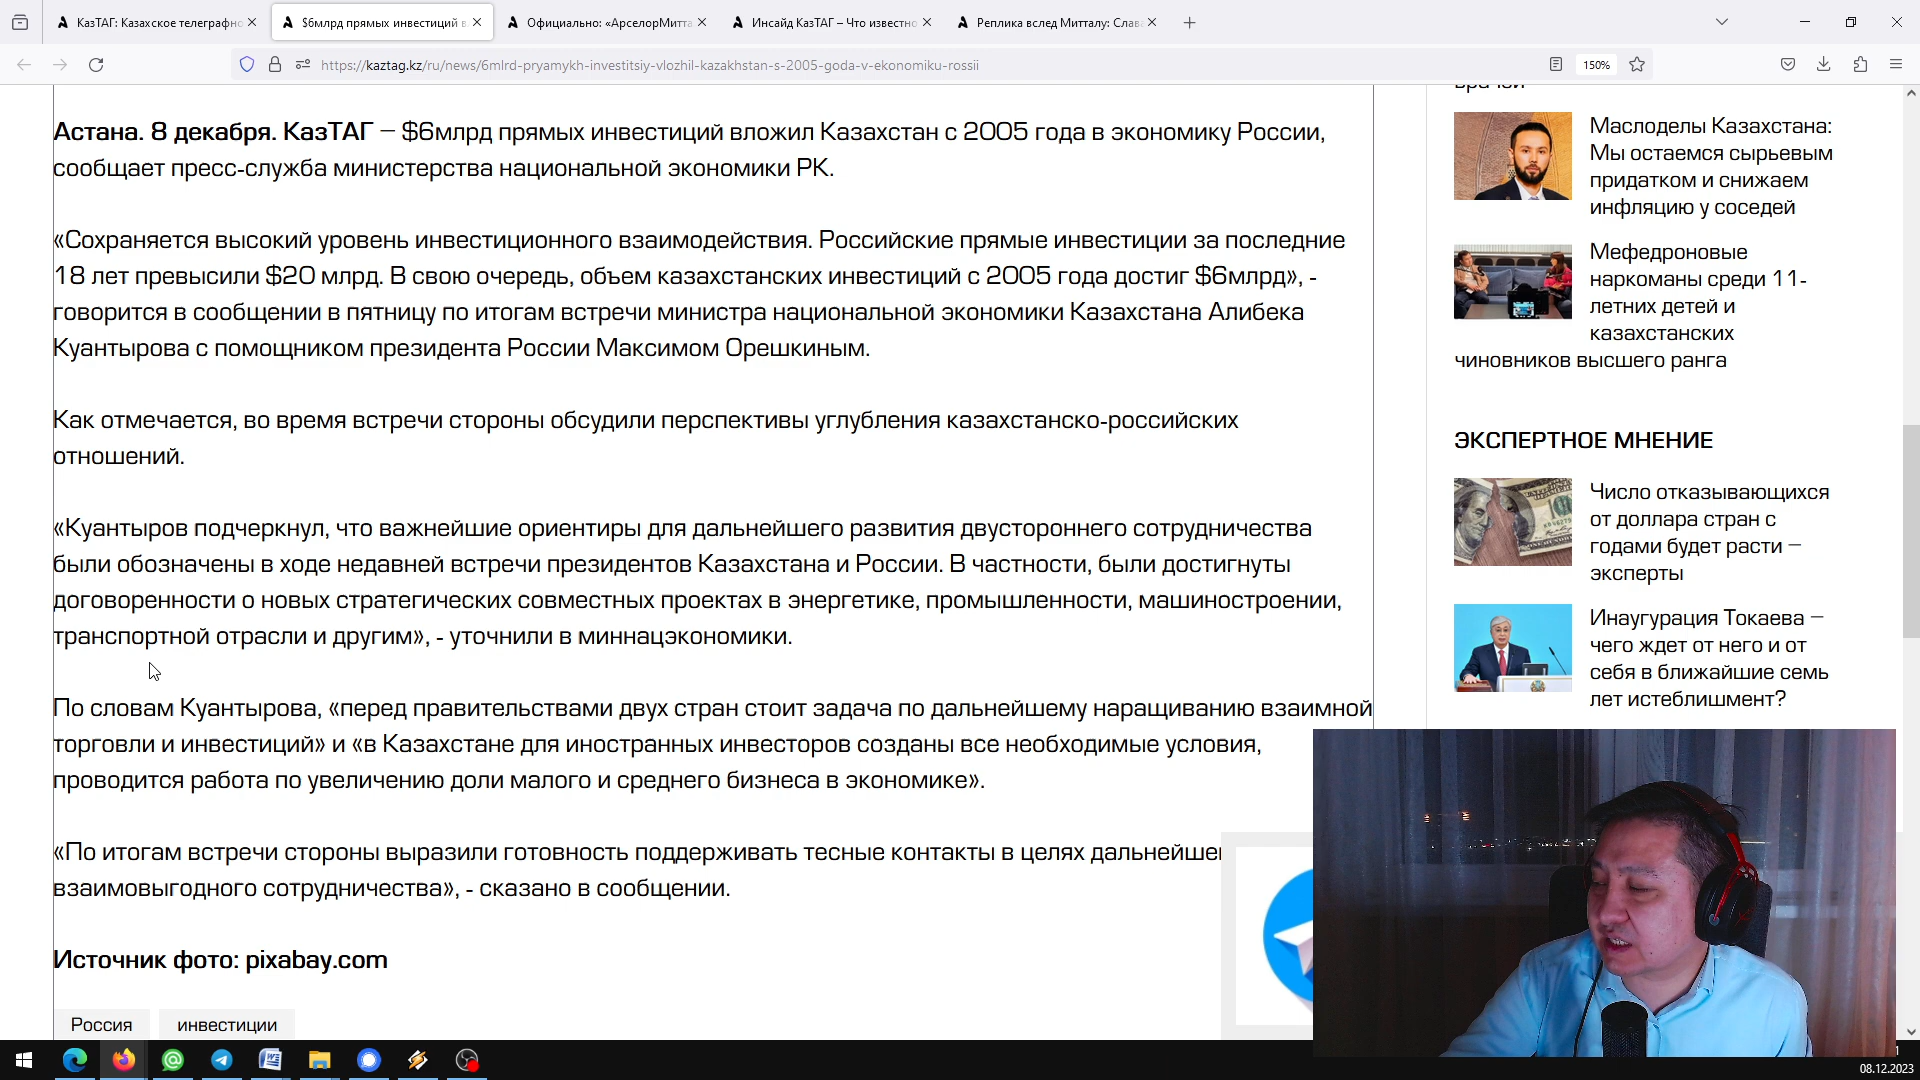 КазТАГ: Казахское телеграфно
$6млрд прямых инвестиций в
Официально: «АрселорМитта
Инсайд КазТАГ – Что известно
Реплика вслед Митталу: Слава
https://kaztag.kz/ru/news/6mlrd-pryamykh-investitsiy-vlozhil-kazakhstan-s-2005-goda-v-ekonomiku-rossii
150%
Астана. 8 декабря. КазТАГ – $6млрд прямых инвестиций вложил Казахстан с 2005 года в экономику России,
сообщает пресс-служба министерства национальной экономики РК.
«Сохраняется высокий уровень инвестиционного взаимодействия. Российские прямые инвестиции за последние
18 лет превысили $20 млрд. В свою очередь, объем казахстанских инвестиций с 2005 года достиг $6млрд», -
говорится в сообщении в пятницу по итогам встречи министра национальной экономики Казахстана Алибека
Куантырова с помощником президента России Максимом Орешкиным.
Как отмечается, во время встречи стороны обсудили перспективы углубления казахстанско-российских
отношений.
«Куантыров подчеркнул, что важнейшие ориентиры для дальнейшего развития двустороннего сотрудничества
были обозначены в ходе недавней встречи президентов Казахстана и России. В частности, были достигнуты
договоренности о новых стратегических совместных проектах в энергетике, промышленности, машиностроении,
транспортной отрасли и другим», - уточнили в миннацэкономики.
По словам Куантырова, «перед правительствами двух стран стоит задача по дальнейшему наращиванию взаимной
торговли и инвестиций» и «в Казахстане для иностранных инвесторов созданы все необходимые условия,
проводится работа по увеличению доли малого и среднего бизнеса в экономике».
«По итогам встречи стороны выразили готовность поддерживать тесные контакты в целях дальнейше
взаимовыгодного сотрудничества», - сказано в сообщении.
Источник фото: pixabay.com
Россия
инвестиции
врачей
Маслоделы Казахстана:
Мы остаемся сырьевым
придатком и снижаем
инфляцию у соседей
Мефедроновые
наркоманы среди 11-
летних детей и
казахстанских
чиновников высшего ранга
ЭКСПЕРТНОЕ МНЕНИЕ
Число отказывающихся
от доллара стран с
годами будет расти –
эксперты
Инаугурация Токаева –
чего ждет от него и от
себя в ближайшие семь
лет истеблишмент?
08.12.2023